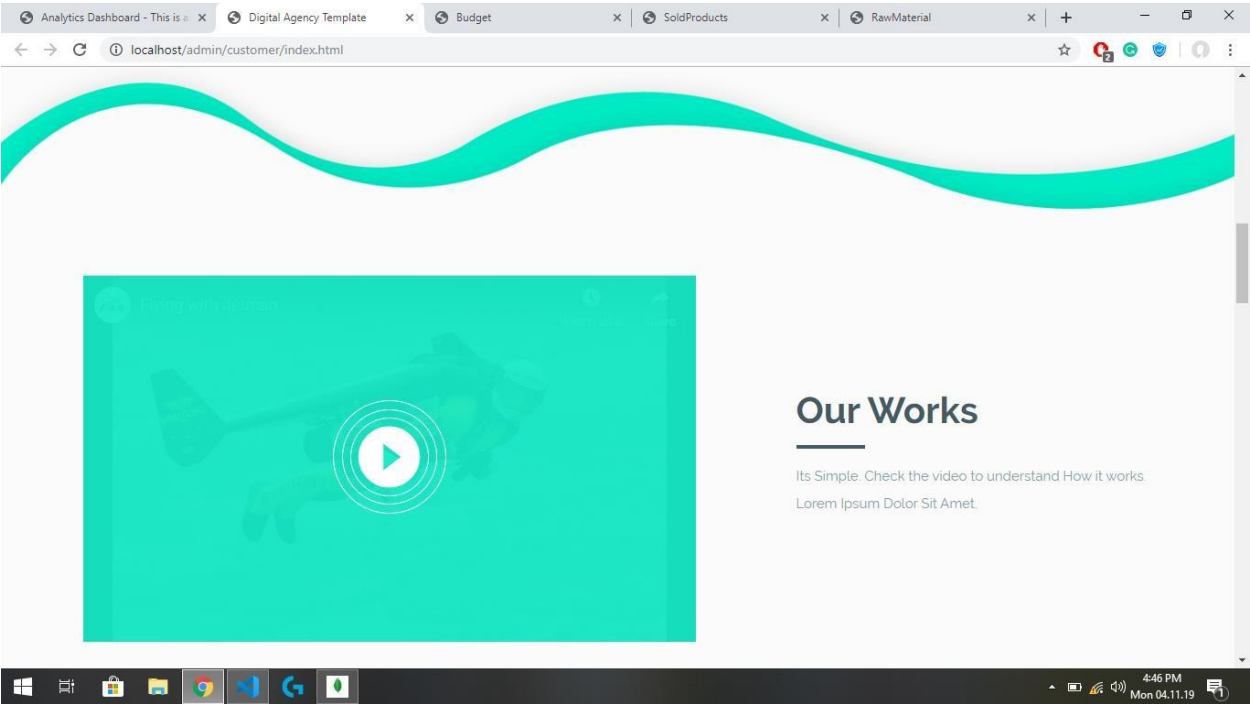 Analytics Dashboard - This is a
Digital Agency Template
Budget
SoldProducts
RawMaterial
localhost/admin/customer/index.html
2
Flying with Jetman
Our Works
Its Simple. Check the video to understand How it works.
Lorem Ipsum Dolor Sit Amet.
4:46 PM
Mon 04.11.19
1